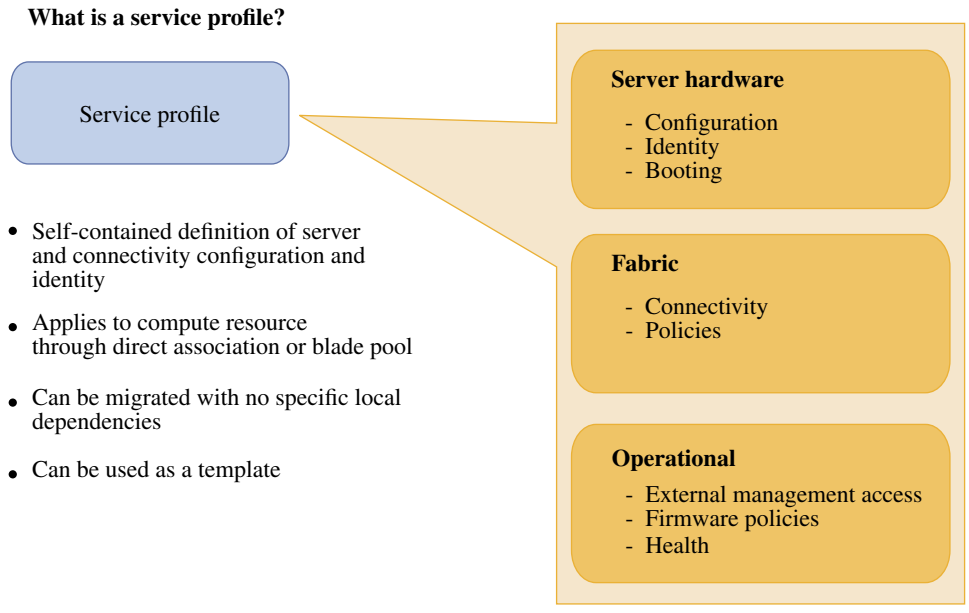 What is a service profile?
Service profile
• Self-contained definition of server
and connectivity configuration and
identity
• Applies to compute resource
through direct association or blade pool
• Can be migrated with no specific local
dependencies
• Can be used as a template
Server hardware
- Configuration
- Identity
- Booting
Fabric
- Connectivity
- Policies
Operational
- External management access
- Firmware policies
- Health